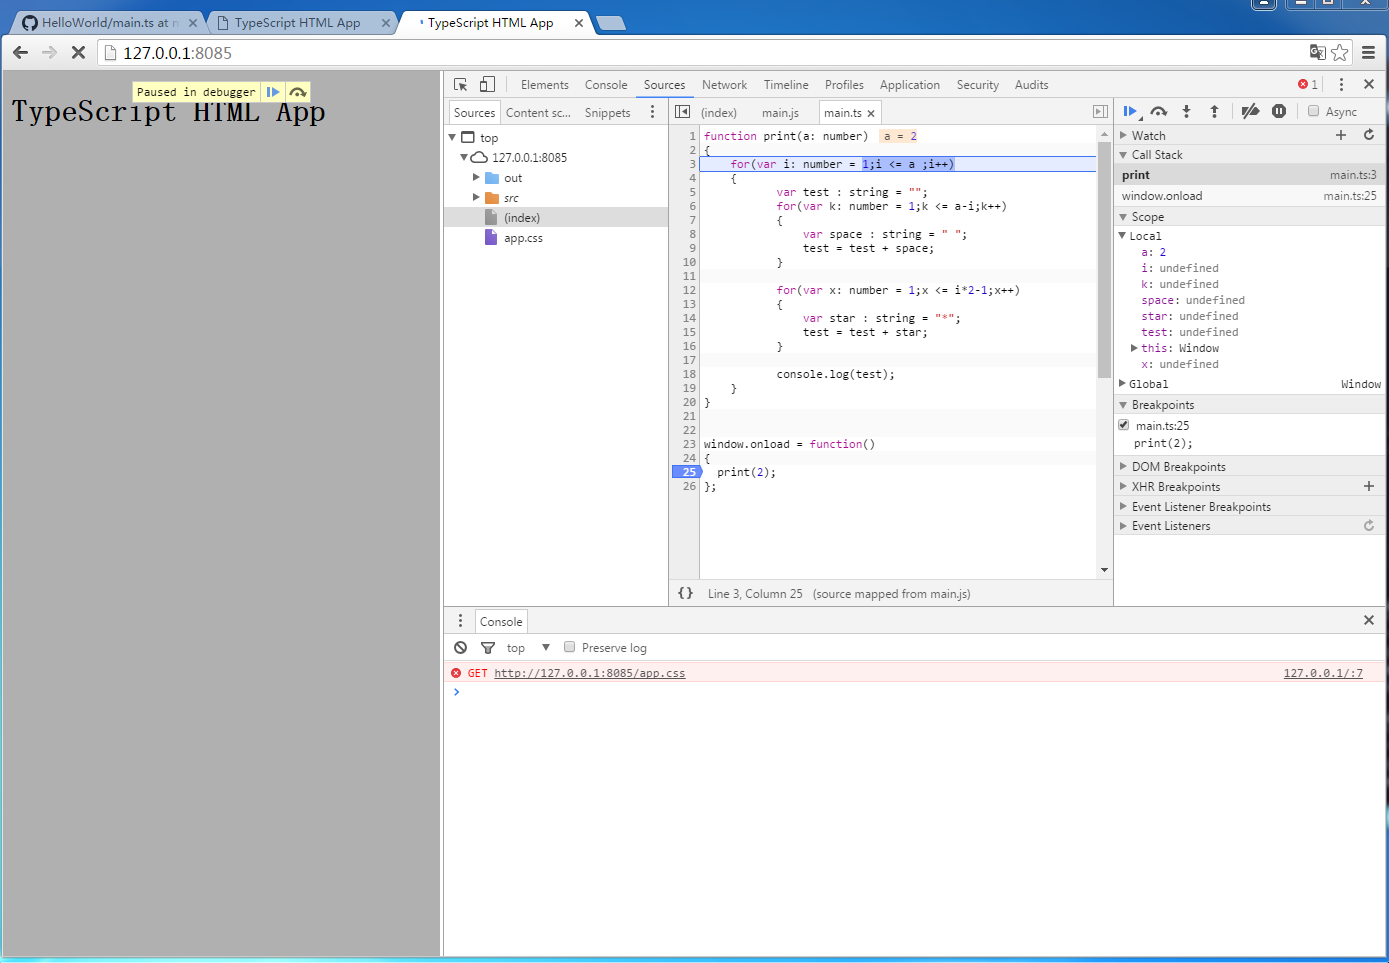 HelloWorld/main.ts at m
TypeScript HTML App
TypeScript HTML App
127.0.0.1:8085
Paused in debugger
TypeScript HTML App
Elements Console Sources Network Timeline Profiles Application Security Audits 1
Sources Content sc... Snippets
(index) main.js main.ts
Async
top
127.0.0.1:8085
out
src
(index)
app.css
1 function print(a: number) a = 2
2 {
3 for(var i: number = 1;i <= a ;i++)
4 {
5 var test : string = "";
6 for(var k: number = 1;k <= a-i;k++)
7 {
8 var space : string = " ";
9 test = test + space;
10 }
11
12 for(var x: number = 1;x <= i*2-1;x++)
13 {
14 var star : string = "*";
15 test = test + star;
16 }
17
18 console.log(test);
19 }
20 }
21
22
23 window.onload = function()
24 {
25 print(2);
26 };
{} Line 3, Column 25 (source mapped from main.js)
Watch
Call Stack
print main.ts:3
window.onload main.ts:25
Scope
Local
a: 2
i: undefined
k: undefined
space: undefined
star: undefined
test: undefined
this: Window
x: undefined
Global Window
Breakpoints
main.ts:25
print(2);
DOM Breakpoints
XHR Breakpoints
Event Listener Breakpoints
Event Listeners
Console
top Preserve log
GET http://127.0.0.1:8085/app.css 127.0.0.1/:7